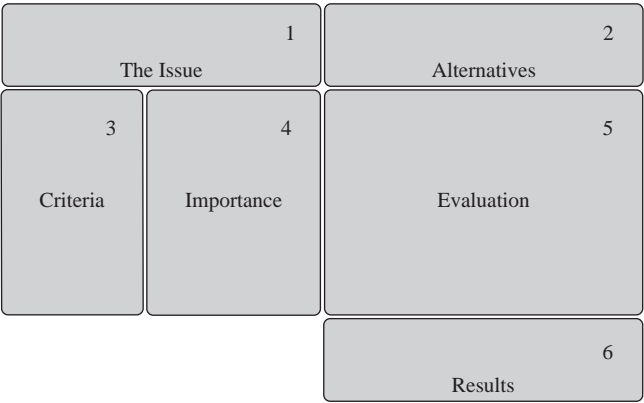 1
The Issue
2
Alternatives
3
Criteria
4
Importance
5
Evaluation
6
Results